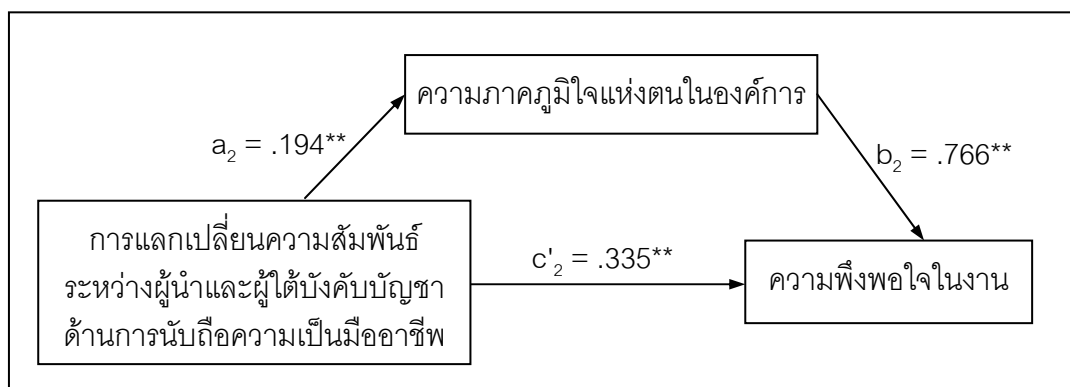 ความภาคภูมิใจแห่งตนในองค์การ
a₂ = .194**
b₂ = .766**
การแลกเปลี่ยนความสัมพันธ์
ระหว่างผู้นำและผู้ใต้บังคับบัญชา
ด้านการนับถือความเป็นมืออาชีพ
c'₂ = .335**
ความพึงพอใจในงาน